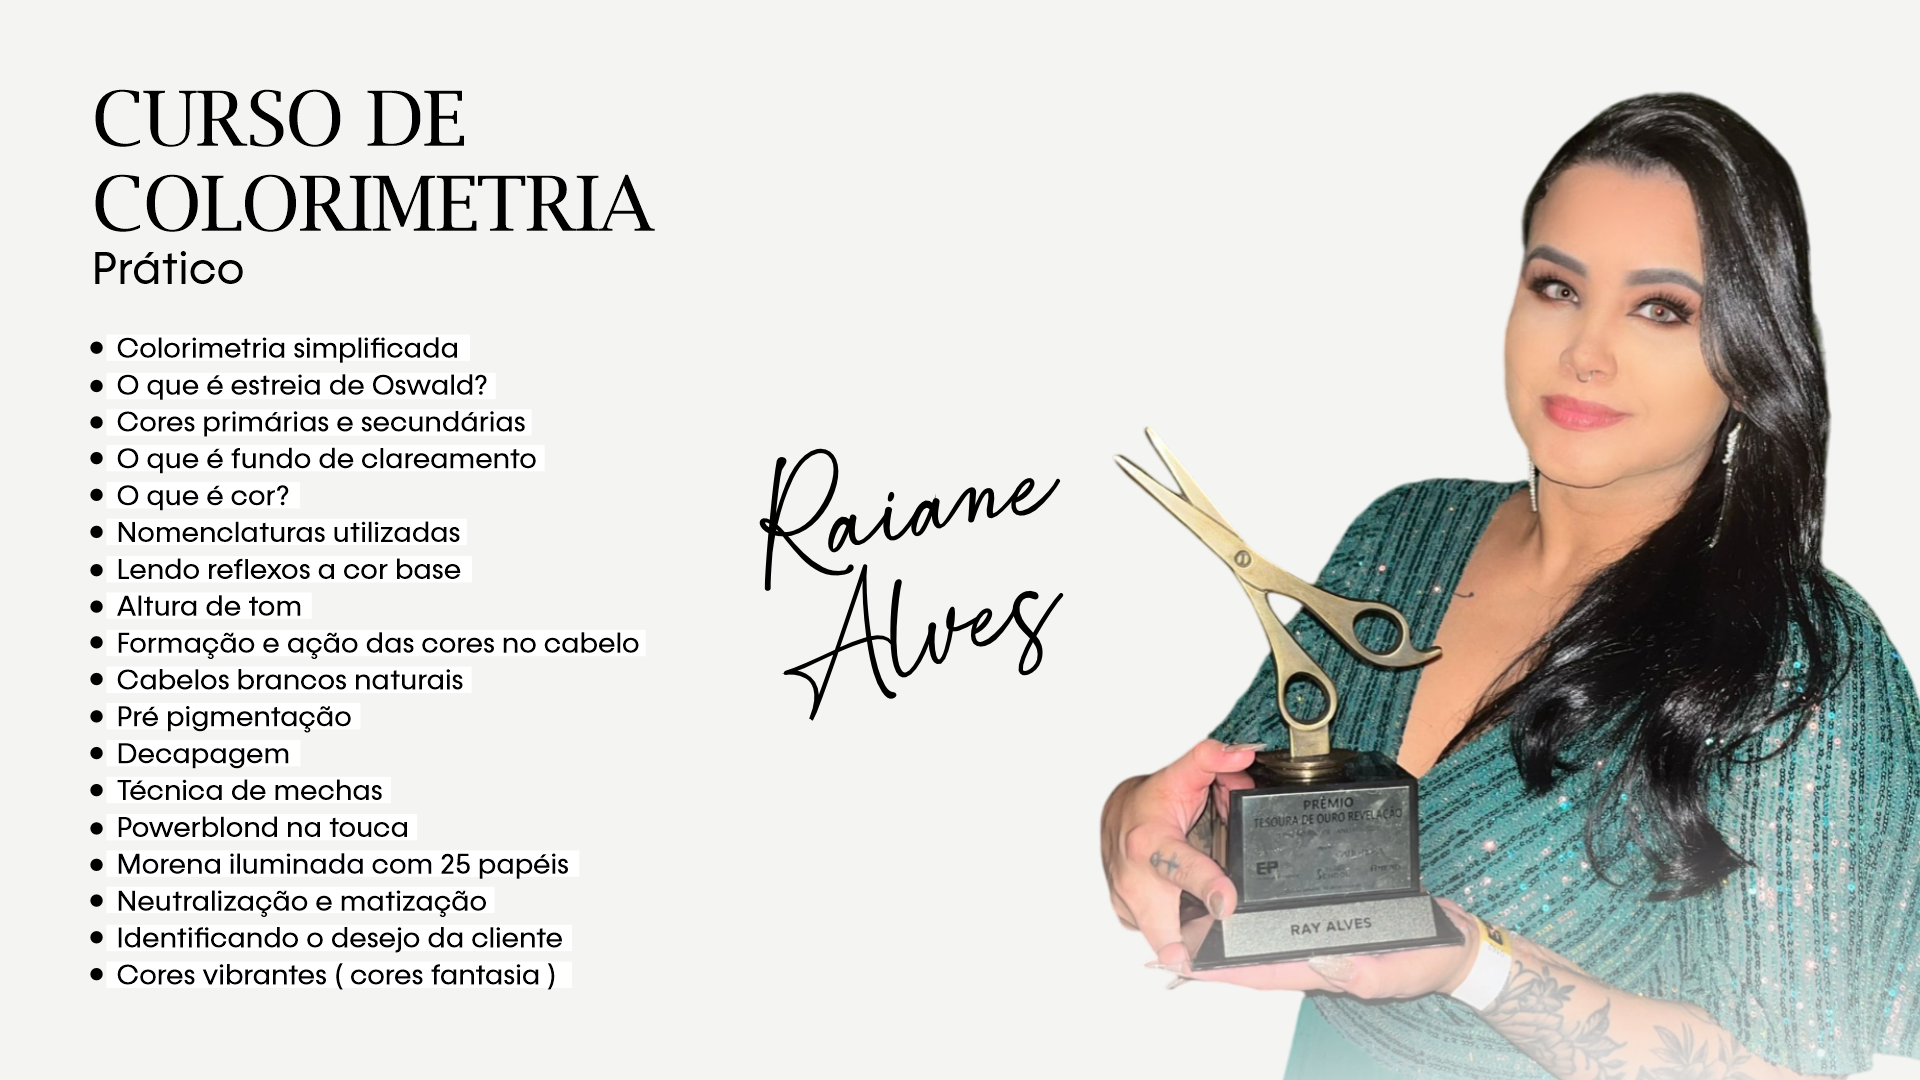 CURSO DE
COLORIMETRIA
Prático
• Colorimetria simplificada
• O que é estreia de Oswald?
• Cores primárias e secundárias
• O que é fundo de clareamento
• O que é cor?
• Nomenclaturas utilizadas
• Lendo reflexos a cor base
• Altura de tom
• Formação e ação das cores no cabelo
• Cabelos brancos naturais
• Pré pigmentação
• Decapagem
• Técnica de mechas
• Powerblond na touca
• Morena iluminada com 25 papéis
• Neutralização e matização
• Identificando o desejo da cliente
• Cores vibrantes ( cores fantasia )
Raiane
Alves
PRÊMIO
TESOURA DE OURO REVELAÇÃO
EP
RAY ALVES